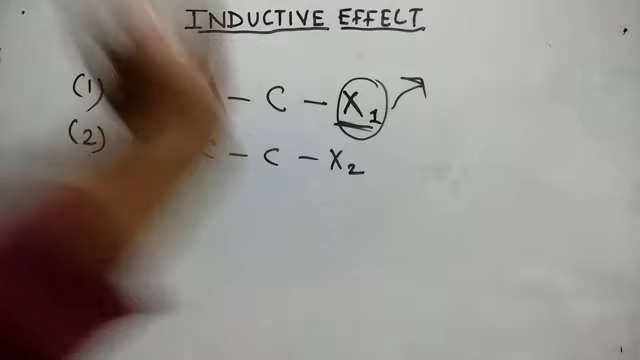 INDUCTIVE EFFECT
(1) – C – X₁
(2) C – C – X₂